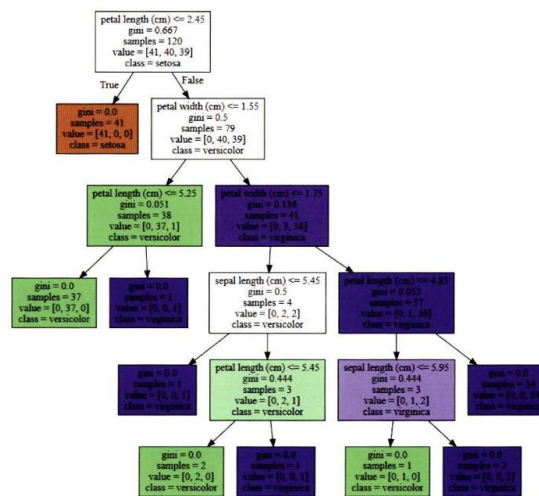 petal length (cm) <= 2.45
gini = 0.667
samples = 120
value = [41, 40, 39]
class = setosa
True
False
gini = 0.0
samples = 41
value = [41, 0, 0]
class = setosa
petal width (cm) <= 1.55
gini = 0.5
samples = 79
value = [0, 40, 39]
class = versicolor
petal length (cm) <= 5.25
gini = 0.051
samples = 38
value = [0, 37, 1]
class = versicolor
petal width (cm) <= 1.75
gini = 0.136
samples = 41
value = [0, 3, 38]
class = virginica
gini = 0.0
samples = 37
value = [0, 37, 0]
class = versicolor
gini = 0.0
samples = 1
value = [0, 0, 1]
class = virginica
sepal length (cm) <= 5.45
gini = 0.5
samples = 4
value = [0, 2, 2]
class = versicolor
petal length (cm) <= 4.85
gini = 0.053
samples = 37
value = [0, 1, 36]
class = virginica
gini = 0.0
samples = 1
value = [0, 0, 1]
class = virginica
petal length (cm) <= 5.45
gini = 0.444
samples = 3
value = [0, 2, 1]
class = versicolor
sepal length (cm) <= 5.95
gini = 0.444
samples = 3
value = [0, 1, 2]
class = virginica
gini = 0.0
samples = 34
value = [0, 0, 34]
class = virginica
gini = 0.0
samples = 2
value = [0, 2, 0]
class = versicolor
gini = 0.0
samples = 1
value = [0, 0, 1]
class = virginica
gini = 0.0
samples = 1
value = [0, 1, 0]
class = versicolor
gini = 0.0
samples = 2
value = [0, 0, 2]
class = virginica